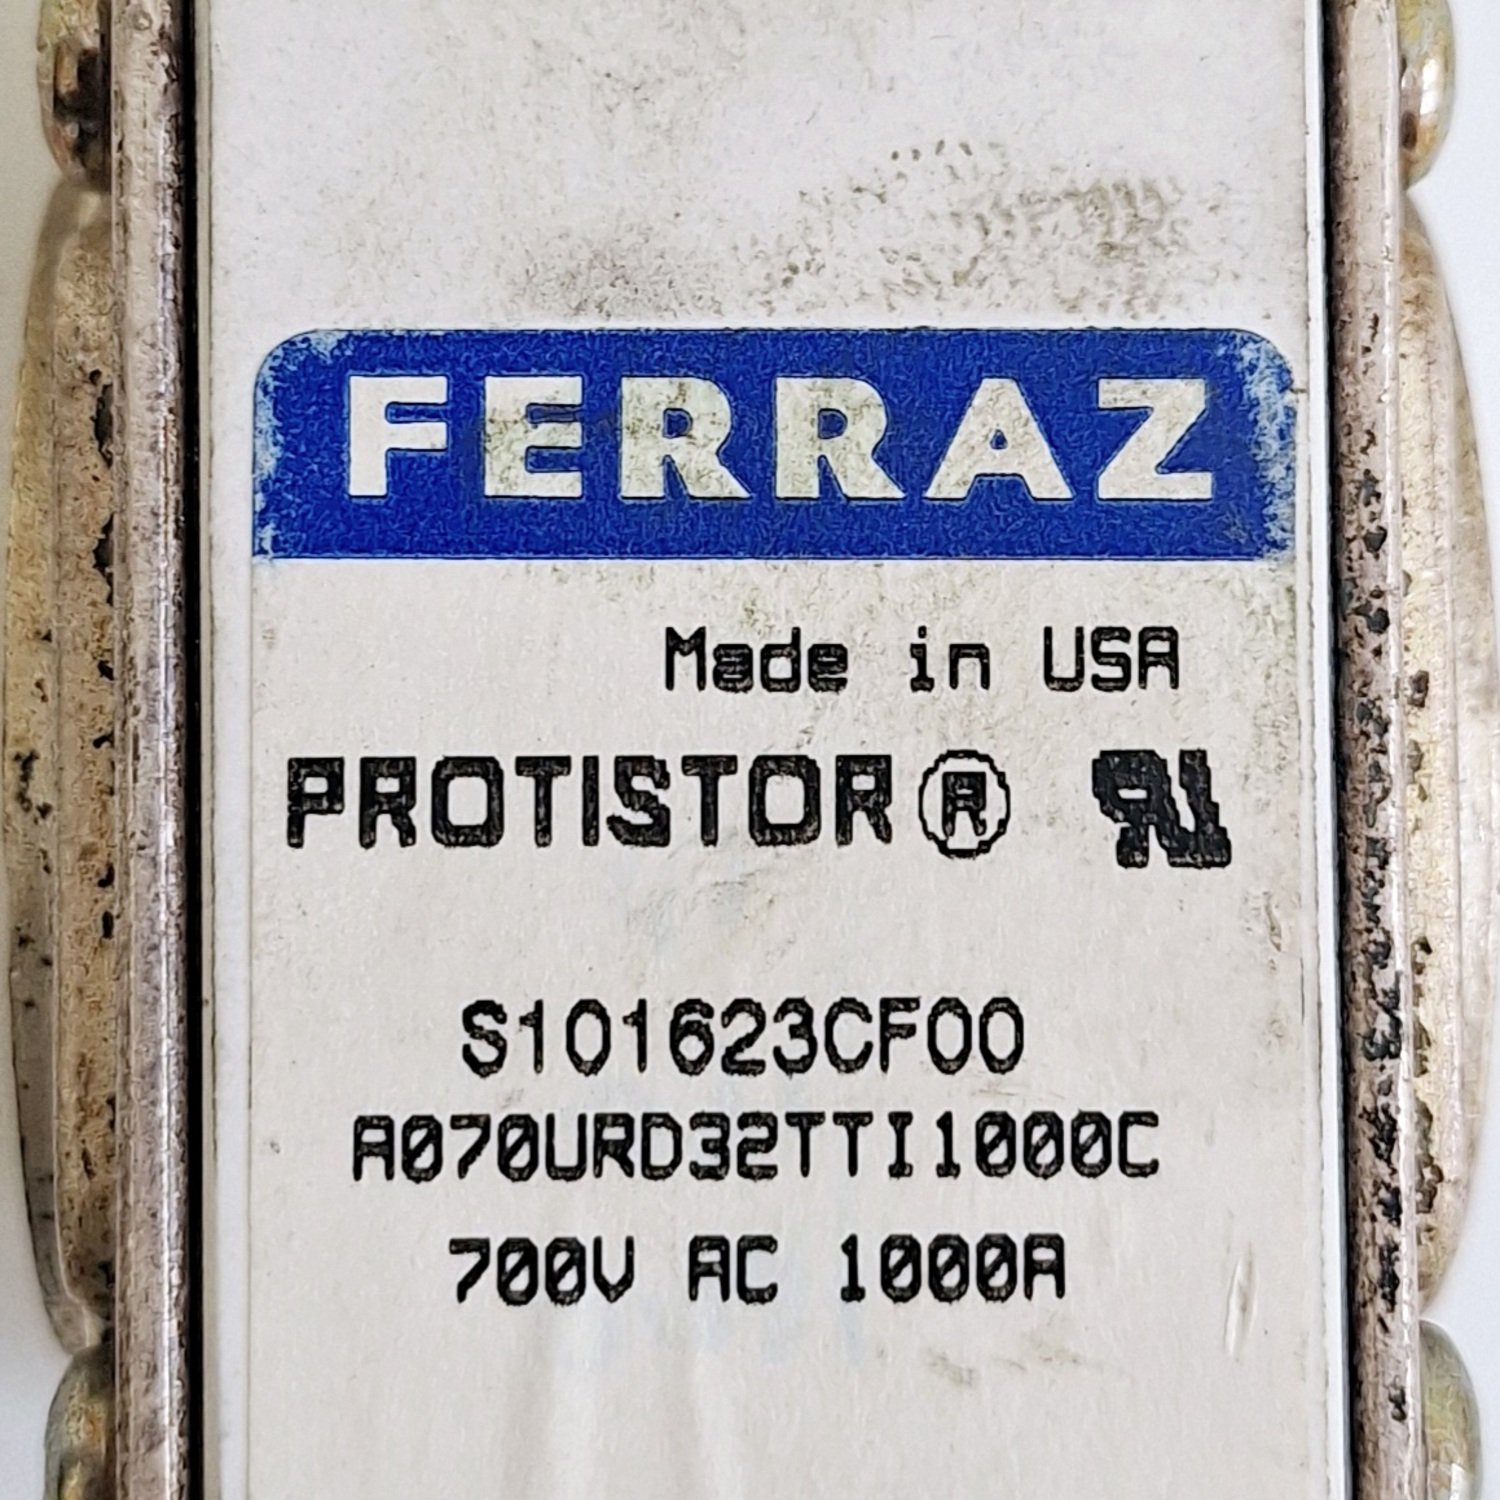 FERRAZ
Made in USA
PROTISTOR®
S101623CF00
A070URD32TTI1000C
700V AC 1000A